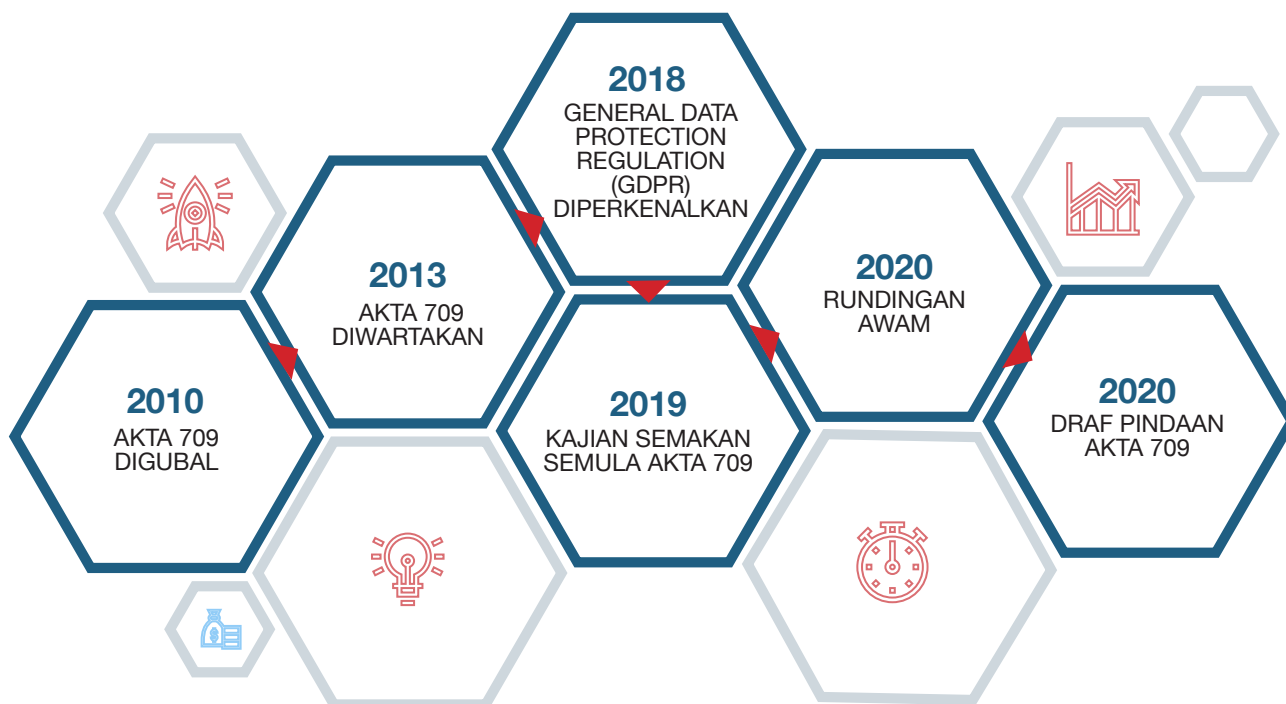 2010
AKTA 709
DIGUBAL
2013
AKTA 709
DIWARTAKAN
2018
GENERAL DATA
PROTECTION
REGULATION
(GDPR)
DIPERKENALKAN
2019
KAJIAN SEMAKAN
SEMULA AKTA 709
2020
RUNDINGAN
AWAM
2020
DRAF PINDAAN
AKTA 709